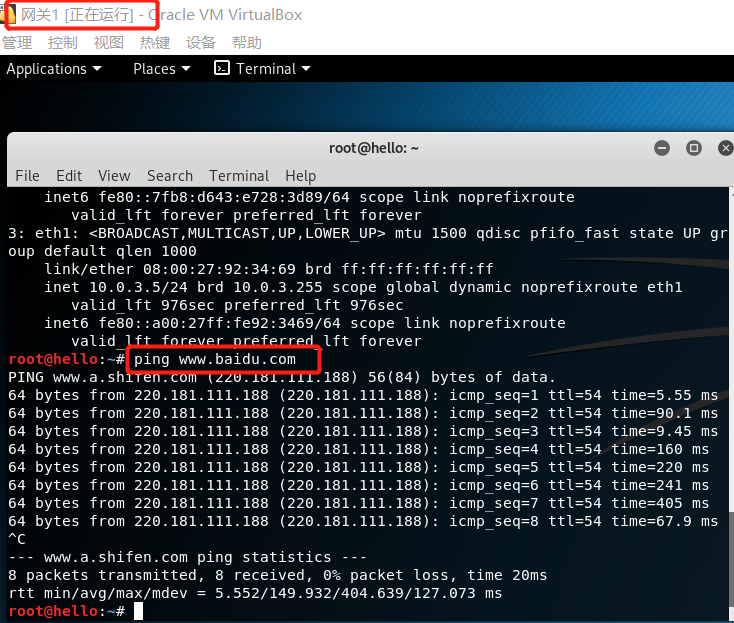 网关1 [正在运行] - Oracle VM VirtualBox
管理 控制 视图 热键 设备 帮助
Applications Places Terminal
root@hello: ~
File Edit View Search Terminal Help
inet6 fe80::7fb8:d643:e728:3d89/64 scope link noprefixroute
valid_lft forever preferred_lft forever
3: eth1: <BROADCAST,MULTICAST,UP,LOWER_UP> mtu 1500 qdisc pfifo_fast state UP gr
oup default qlen 1000
link/ether 08:00:27:92:34:69 brd ff:ff:ff:ff:ff:ff
inet 10.0.3.5/24 brd 10.0.3.255 scope global dynamic noprefixroute eth1
valid_lft 976sec preferred_lft 976sec
inet6 fe80::a00:27ff:fe92:3469/64 scope link noprefixroute
valid_lft forever preferred_lft forever
root@hello:~# ping www.baidu.com
PING www.a.shifen.com (220.181.111.188) 56(84) bytes of data.
64 bytes from 220.181.111.188 (220.181.111.188): icmp_seq=1 ttl=54 time=5.55 ms
64 bytes from 220.181.111.188 (220.181.111.188): icmp_seq=2 ttl=54 time=90.1 ms
64 bytes from 220.181.111.188 (220.181.111.188): icmp_seq=3 ttl=54 time=9.45 ms
64 bytes from 220.181.111.188 (220.181.111.188): icmp_seq=4 ttl=54 time=160 ms
64 bytes from 220.181.111.188 (220.181.111.188): icmp_seq=5 ttl=54 time=220 ms
64 bytes from 220.181.111.188 (220.181.111.188): icmp_seq=6 ttl=54 time=241 ms
64 bytes from 220.181.111.188 (220.181.111.188): icmp_seq=7 ttl=54 time=405 ms
64 bytes from 220.181.111.188 (220.181.111.188): icmp_seq=8 ttl=54 time=67.9 ms
^C
--- www.a.shifen.com ping statistics ---
8 packets transmitted, 8 received, 0% packet loss, time 20ms
rtt min/avg/max/mdev = 5.552/149.932/404.639/127.073 ms
root@hello:~#